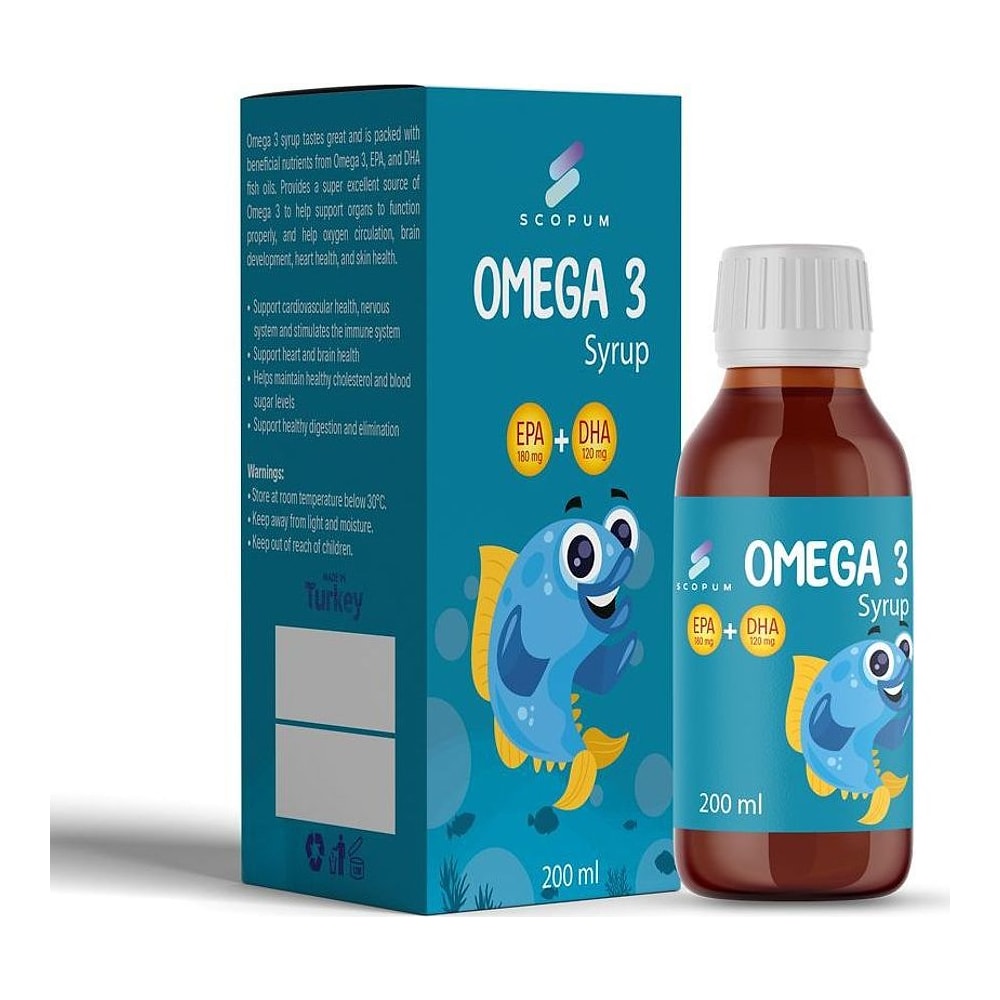 Omega 3 syrup tastes great and is packed with
beneficial nutrients from Omega 3, EPA, and DHA
fish oils. Provides a super excellent source of
Omega 3 to help support organs to function
properly, and help oxygen circulation, brain
development, heart health, and skin health.
• Support cardiovascular health, nervous
system and stimulates the immune system
• Support heart and brain health
• Helps maintain healthy cholesterol and blood
sugar levels
• Support healthy digestion and elimination
Warnings:
• Store at room temperature below 30°C.
• Keep away from light and moisture.
• Keep out of reach of children.
MADE IN
Turkey
SCOPUM
OMEGA 3
Syrup
EPA
180 mg
+
DHA
120 mg
200 ml
SCOPUM
OMEGA 3
Syrup
EPA
180 mg
+
DHA
120 mg
200 ml